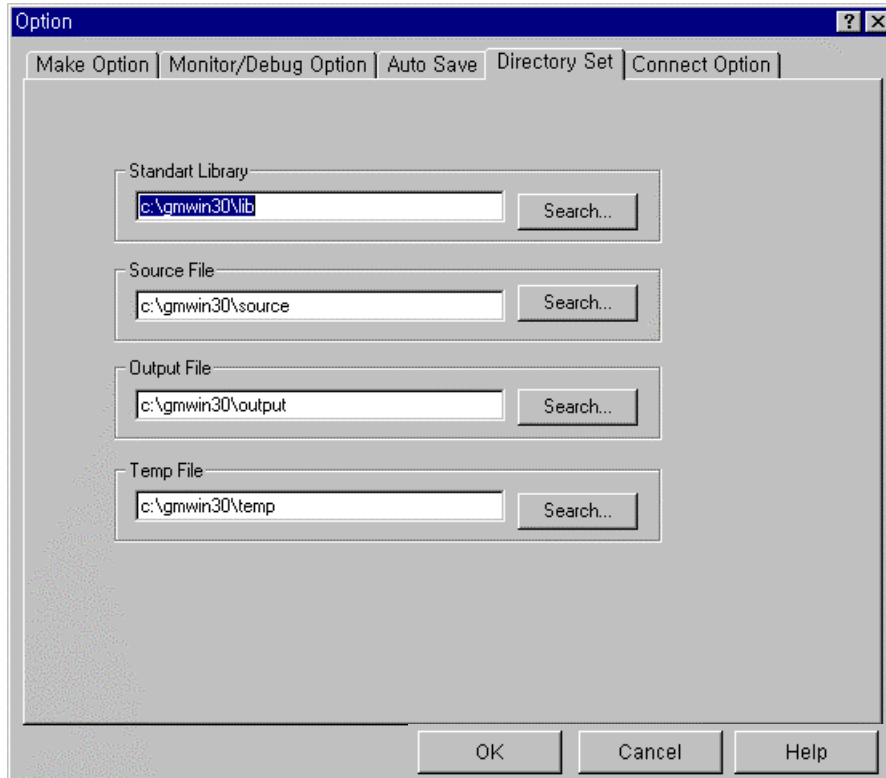 Option
Make Option Monitor/Debug Option Auto Save Directory Set Connect Option
Standart Library
c:\gmwin30\lib Search...
Source File
c:\gmwin30\source Search...
Output File
c:\gmwin30\output Search...
Temp File
c:\gmwin30\temp Search...
OK Cancel Help